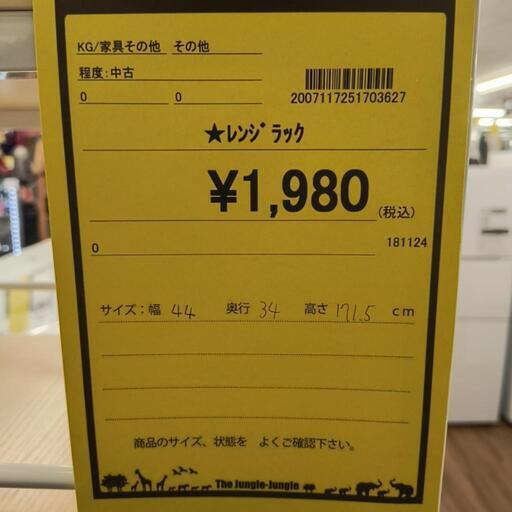 KG/家具その他 その他
程度:中古
0 0
2007117251703627
★ﾚﾝｼﾞﾗｯｸ
¥1,980(税込)
0 181124
サイズ:幅 44 奥行 34 高さ 171.5 cm
商品のサイズ、状態を よくご確認下さい。
The Jungle-Jungle